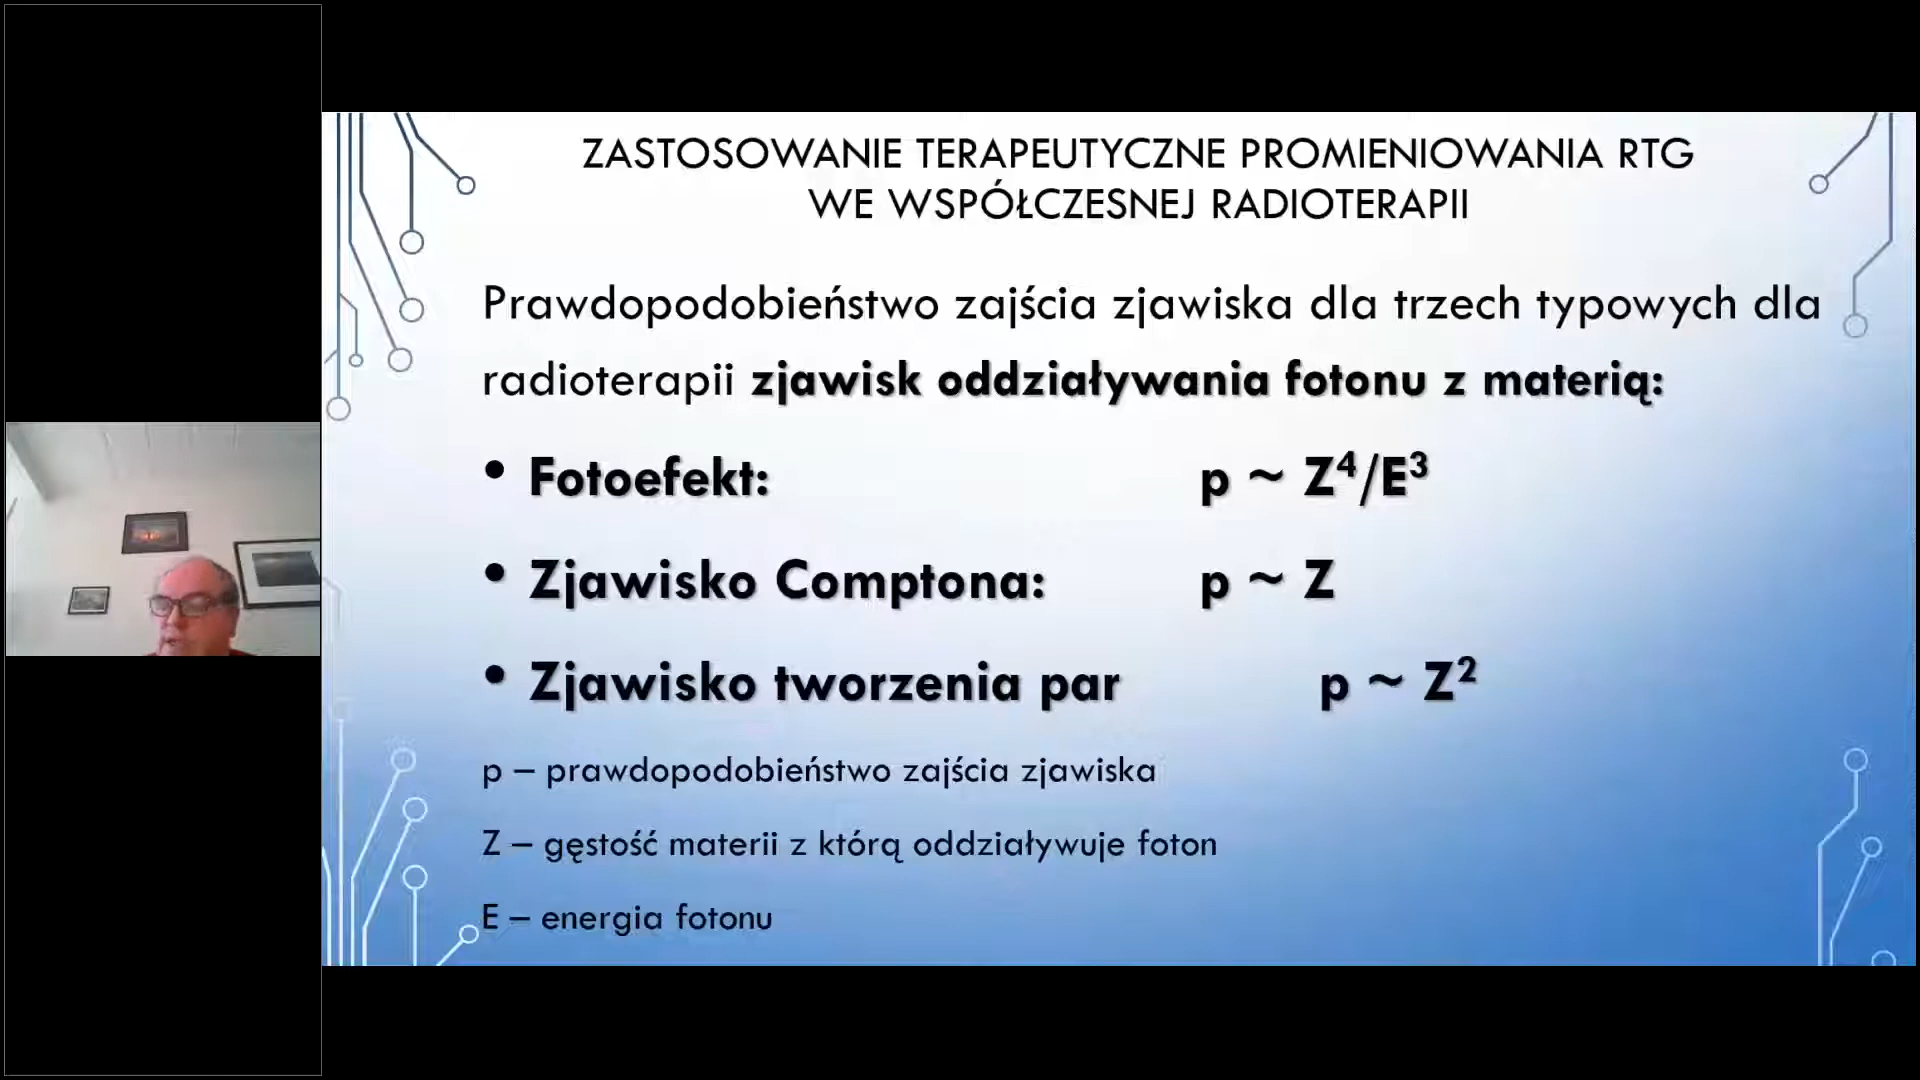 ZASTOSOWANIE TERAPEUTYCZNE PROMIENIOWANIA RTG
WE WSPÓŁCZESNEJ RADIOTERAPII
Prawdopodobieństwo zajścia zjawiska dla trzech typowych dla
radioterapii zjawisk oddziaływania fotonu z materią:
• Fotoefekt: p ~ Z⁴/E³
• Zjawisko Comptona: p ~ Z
• Zjawisko tworzenia par p ~ Z²
p – prawdopodobieństwo zajścia zjawiska
Z – gęstość materii z którą oddziaływuje foton
E – energia fotonu